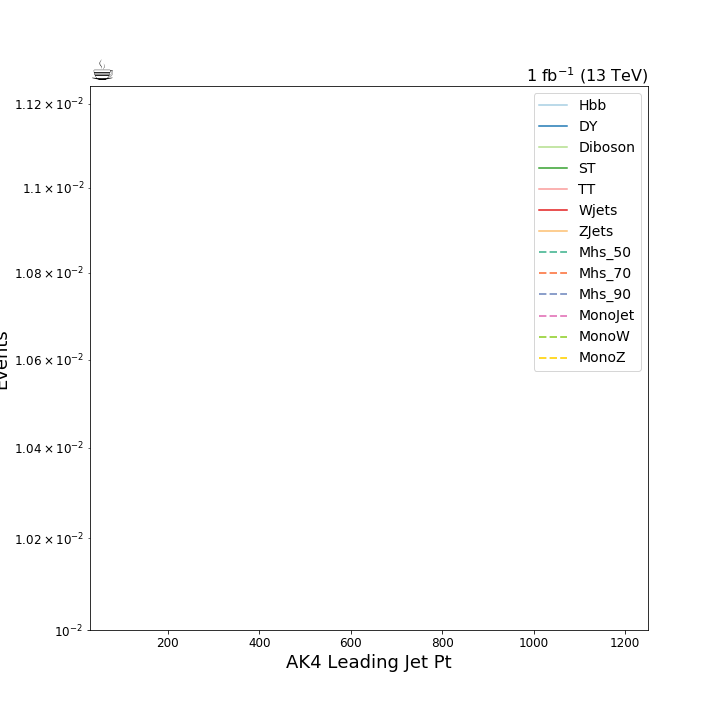 ☕ 1 fb⁻¹ (13 TeV)
1.12 × 10⁻²
1.1 × 10⁻²
1.08 × 10⁻²
1.06 × 10⁻²
1.04 × 10⁻²
1.02 × 10⁻²
10⁻²
Events
Hbb
DY
Diboson
ST
TT
Wjets
ZJets
Mhs_50
Mhs_70
Mhs_90
MonoJet
MonoW
MonoZ
200 400 600 800 1000 1200
AK4 Leading Jet Pt